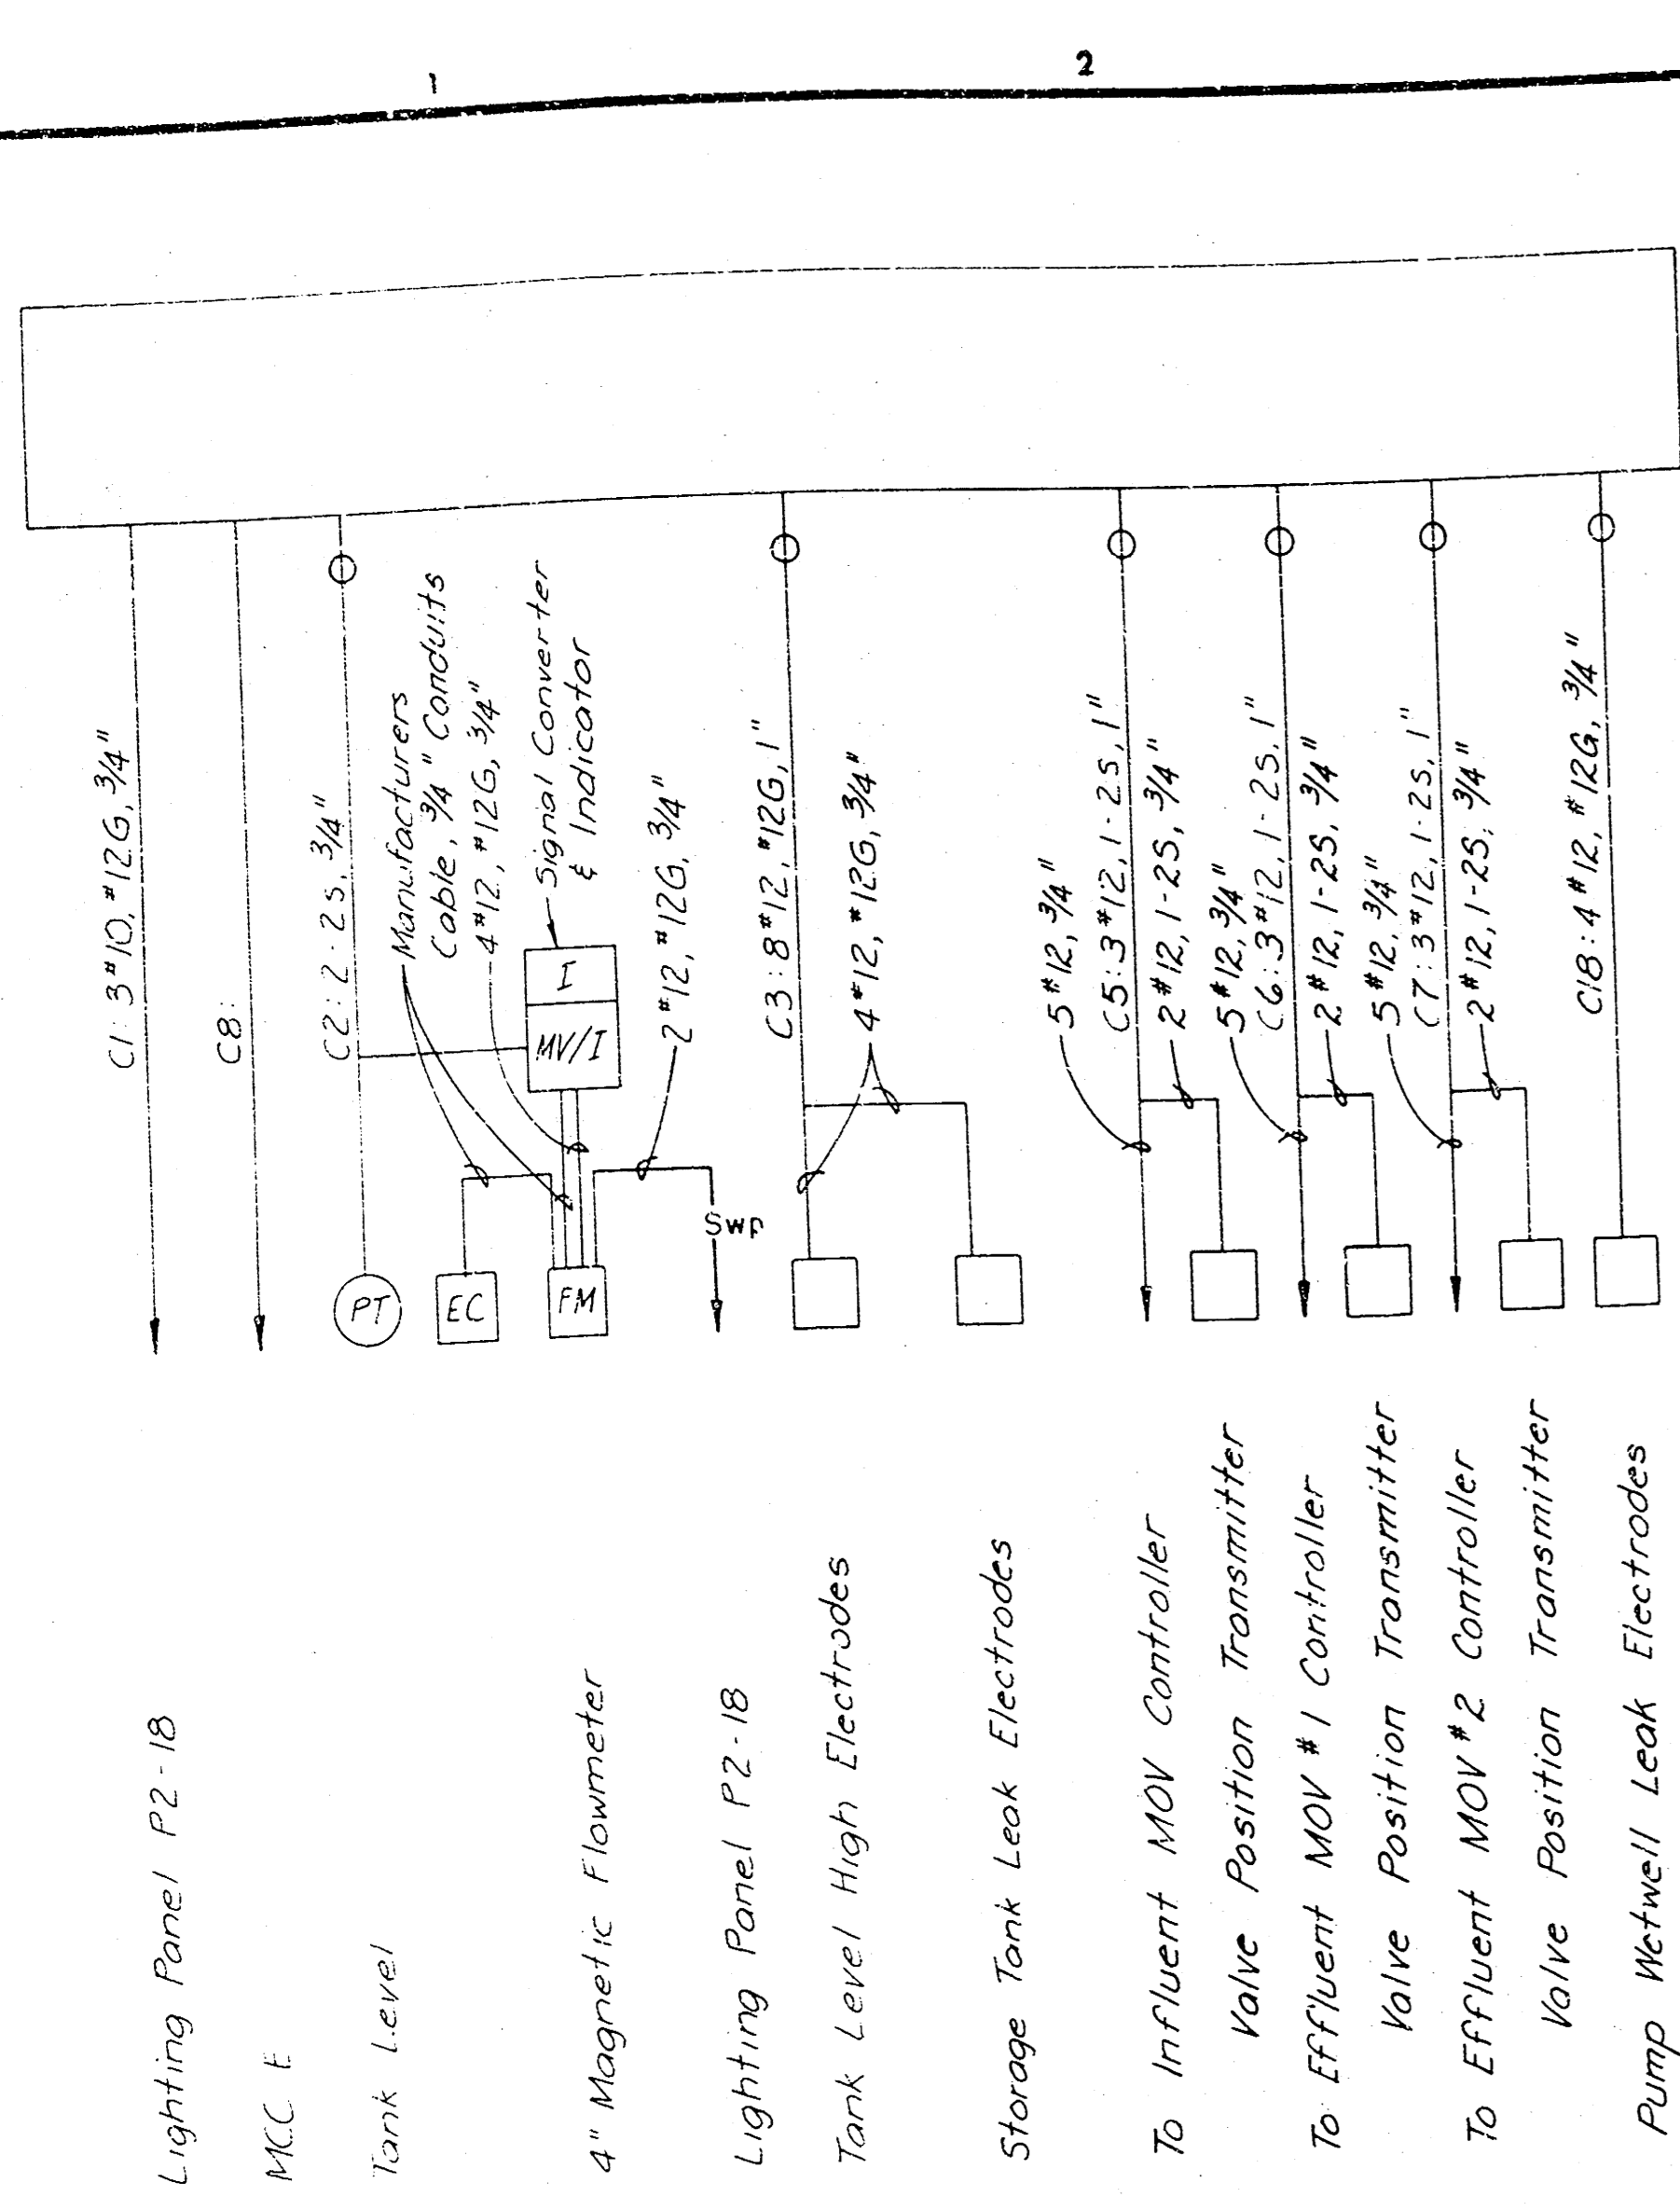 1
2
C1: 3#10, #12G, 3/4"
C8:
C2: 2-2S, 3/4"
Manufacturers
Cable, 3/4" Conduits
4#12, #12G, 3/4"
Signal Converter
& Indicator
MV/I
2#12, #12G, 3/4"
C3: 8#12, #12G, 1"
4#12, #12G, 3/4"
5#12, 3/4"
C5: 3#12, 1-2S, 1"
2#12, 1-2S, 3/4"
5#12, 3/4"
C6: 3#12, 1-2S, 1"
2#12, 1-2S, 3/4"
5#12, 3/4"
C7: 3#12, 1-2S, 1"
2#12, 1-2S, 3/4"
C18: 4#12, #12G, 3/4"
PT
EC
FM
SWP
Lighting Panel P2-18
MCC E
Tank Level
4" Magnetic Flowmeter
Lighting Panel P2-18
Tank Level High Electrodes
Storage Tank Leak Electrodes
To Influent MOV Controller
Valve Position Transmitter
To Effluent MOV #1 Controller
Valve Position Transmitter
To Effluent MOV #2 Controller
Valve Position Transmitter
Pump Wetwell Leak Electrodes